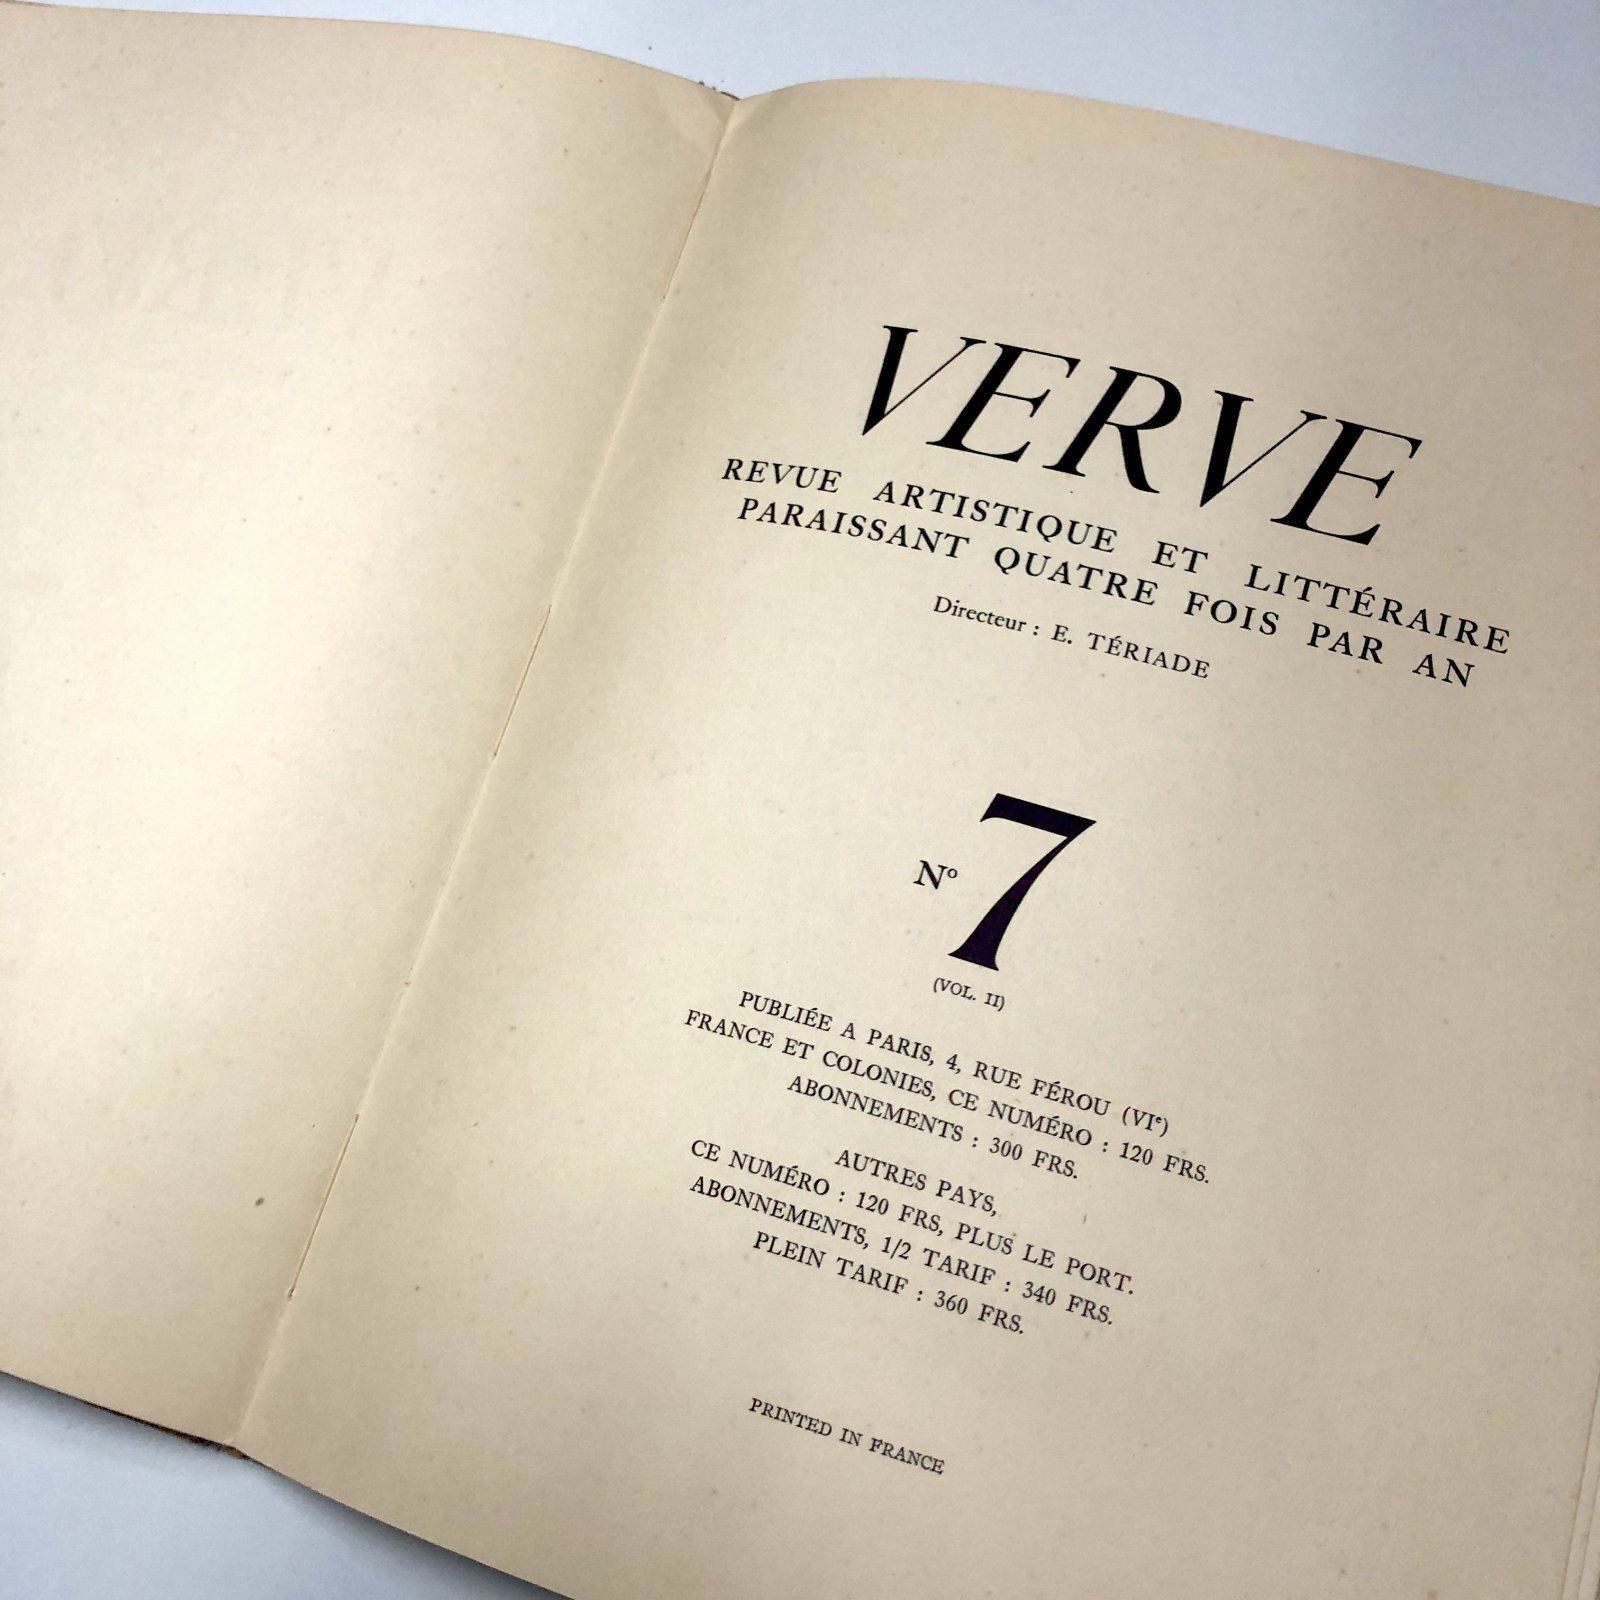 VERVE
REVUE ARTISTIQUE ET LITTÉRAIRE
PARAISSANT QUATRE FOIS PAR AN
Directeur : E. TÉRIADE
Nº 7
(VOL. II)
PUBLIÉE A PARIS, 4, RUE FÉROU (VIᵉ)
FRANCE ET COLONIES, CE NUMÉRO : 120 FRS.
ABONNEMENTS : 300 FRS.
AUTRES PAYS,
CE NUMÉRO : 120 FRS, PLUS LE PORT.
ABONNEMENTS, 1/2 TARIF : 340 FRS.
PLEIN TARIF : 360 FRS.
PRINTED IN FRANCE